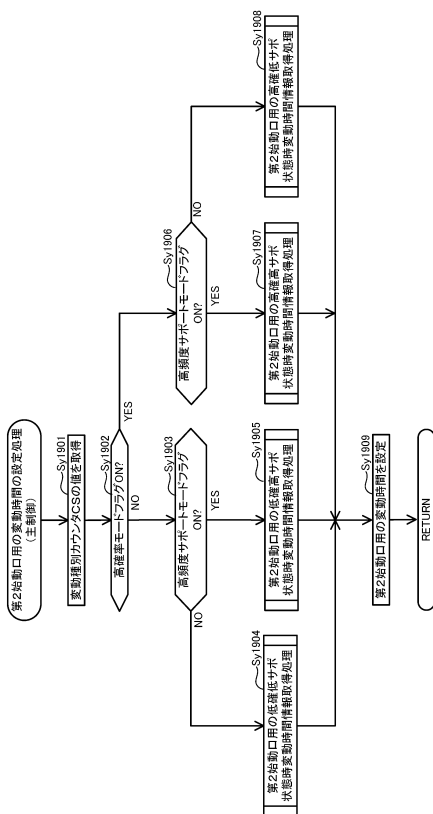 第2始動口用の変動時間の設定処理
(主制御)
Sy1901
変動種別カウンタCSの値を取得
Sy1902
高確率モードフラグON?
YES
NO
Sy1903
高頻度サポートモードフラグ
ON?
NO
YES
Sy1906
高頻度サポートモードフラグ
ON?
NO
YES
Sy1904
第2始動口用の低確低サポ
状態時変動時間情報取得処理
Sy1905
第2始動口用の低確高サポ
状態時変動時間情報取得処理
Sy1907
第2始動口用の高確高サポ
状態時変動時間情報取得処理
Sy1908
第2始動口用の高確低サポ
状態時変動時間情報取得処理
Sy1909
第2始動口用の変動時間を設定
RETURN